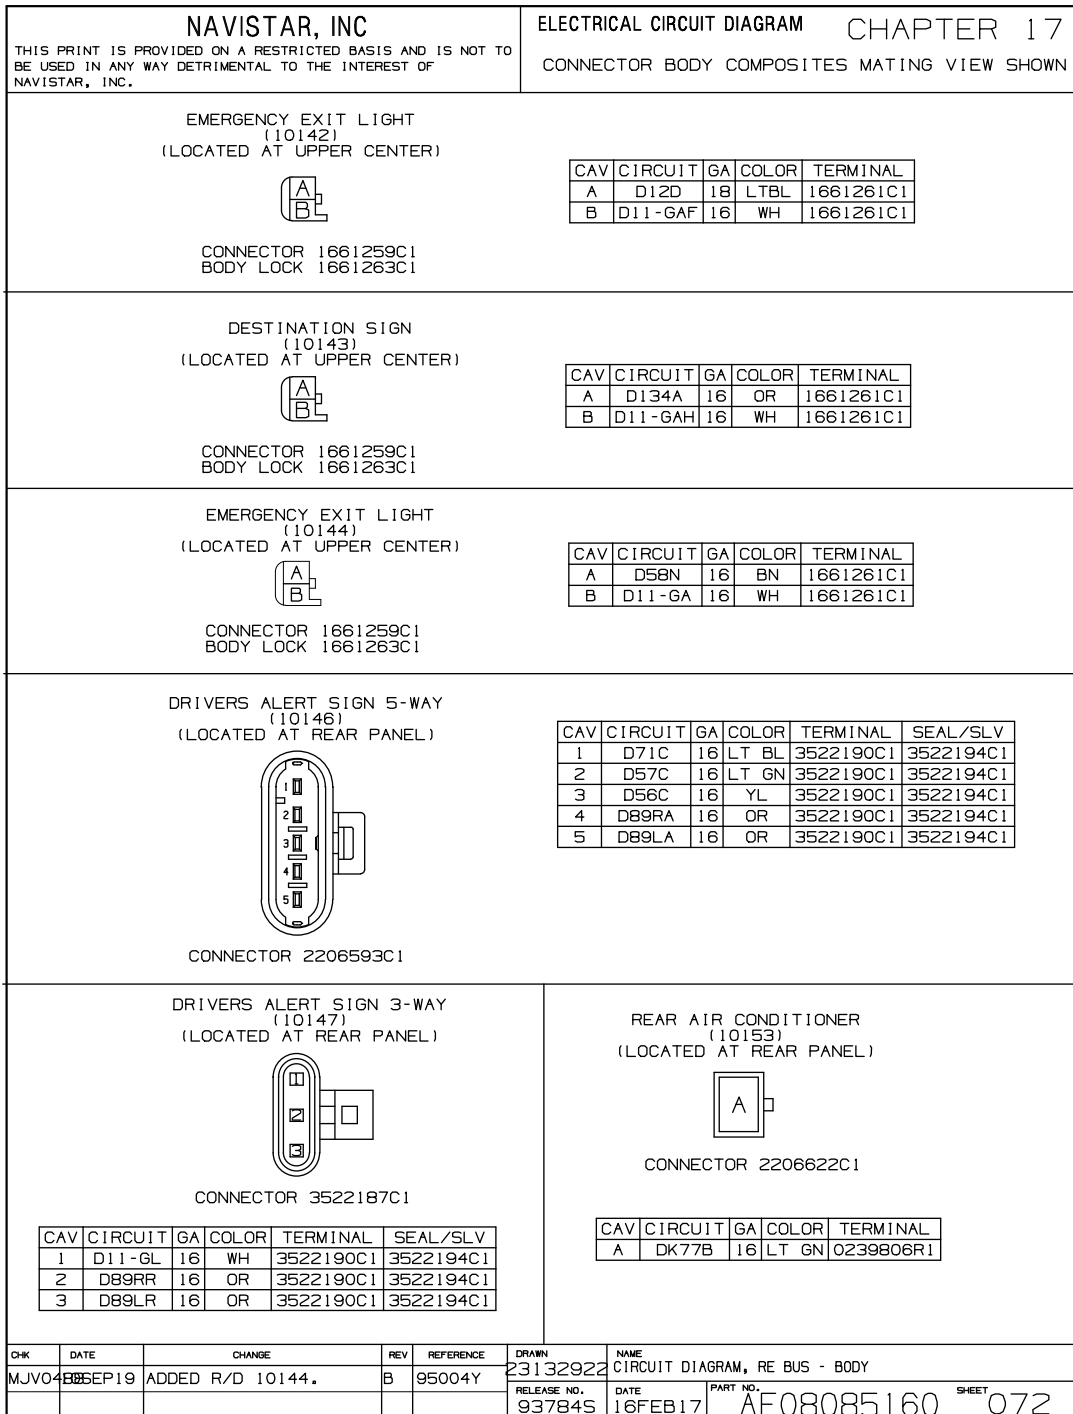 NAVISTAR, INC
THIS PRINT IS PROVIDED ON A RESTRICTED BASIS AND IS NOT TO
BE USED IN ANY WAY DETRIMENTAL TO THE INTEREST OF
NAVISTAR, INC.
ELECTRICAL CIRCUIT DIAGRAM CHAPTER 17
CONNECTOR BODY COMPOSITES MATING VIEW SHOWN
EMERGENCY EXIT LIGHT
(10142)
(LOCATED AT UPPER CENTER)
A
B
CONNECTOR 1661259C1
BODY LOCK 1661263C1
CAV CIRCUIT GA COLOR TERMINAL
A D12D 18 LTBL 1661261C1
B D11-GAF 16 WH 1661261C1
DESTINATION SIGN
(10143)
(LOCATED AT UPPER CENTER)
A
B
CONNECTOR 1661259C1
BODY LOCK 1661263C1
CAV CIRCUIT GA COLOR TERMINAL
A D134A 16 OR 1661261C1
B D11-GAH 16 WH 1661261C1
EMERGENCY EXIT LIGHT
(10144)
(LOCATED AT UPPER CENTER)
A
B
CONNECTOR 1661259C1
BODY LOCK 1661263C1
CAV CIRCUIT GA COLOR TERMINAL
A D58N 16 BN 1661261C1
B D11-GA 16 WH 1661261C1
DRIVERS ALERT SIGN 5-WAY
(10146)
(LOCATED AT REAR PANEL)
1
2
3
4
5
CONNECTOR 2206593C1
CAV CIRCUIT GA COLOR TERMINAL SEAL/SLV
1 D71C 16 LT BL 3522190C1 3522194C1
2 D57C 16 LT GN 3522190C1 3522194C1
3 D56C 16 YL 3522190C1 3522194C1
4 D89RA 16 OR 3522190C1 3522194C1
5 D89LA 16 OR 3522190C1 3522194C1
DRIVERS ALERT SIGN 3-WAY
(10147)
(LOCATED AT REAR PANEL)
1
2
3
CONNECTOR 3522187C1
CAV CIRCUIT GA COLOR TERMINAL SEAL/SLV
1 D11-GL 16 WH 3522190C1 3522194C1
2 D89RR 16 OR 3522190C1 3522194C1
3 D89LR 16 OR 3522190C1 3522194C1
REAR AIR CONDITIONER
(10153)
(LOCATED AT REAR PANEL)
A
CONNECTOR 2206622C1
CAV CIRCUIT GA COLOR TERMINAL
A DK77B 16 LT GN 0239806R1
CHK DATE CHANGE REV REFERENCE
ADDED R/D 10144. B 95004Y
DRAWN
23132922
NAME
CIRCUIT DIAGRAM, RE BUS - BODY
RELEASE NO.
93784S
DATE
16FEB17
PART NO.
AF08085160
SHEET
072